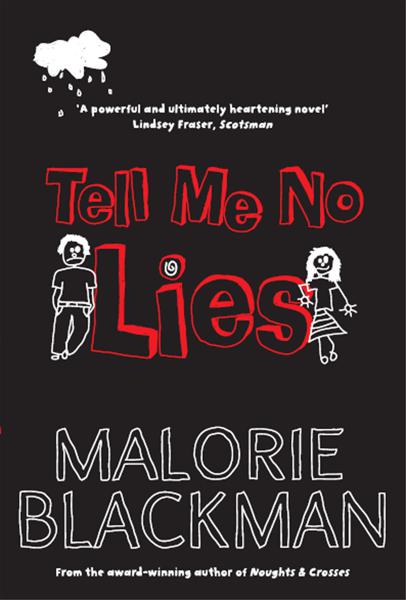 'A powerful and ultimately heartening novel'
Lindsey Fraser, Scotsman
Tell Me No
Lies
MALORIE
BLACKMAN
From the award-winning author of Noughts & Crosses